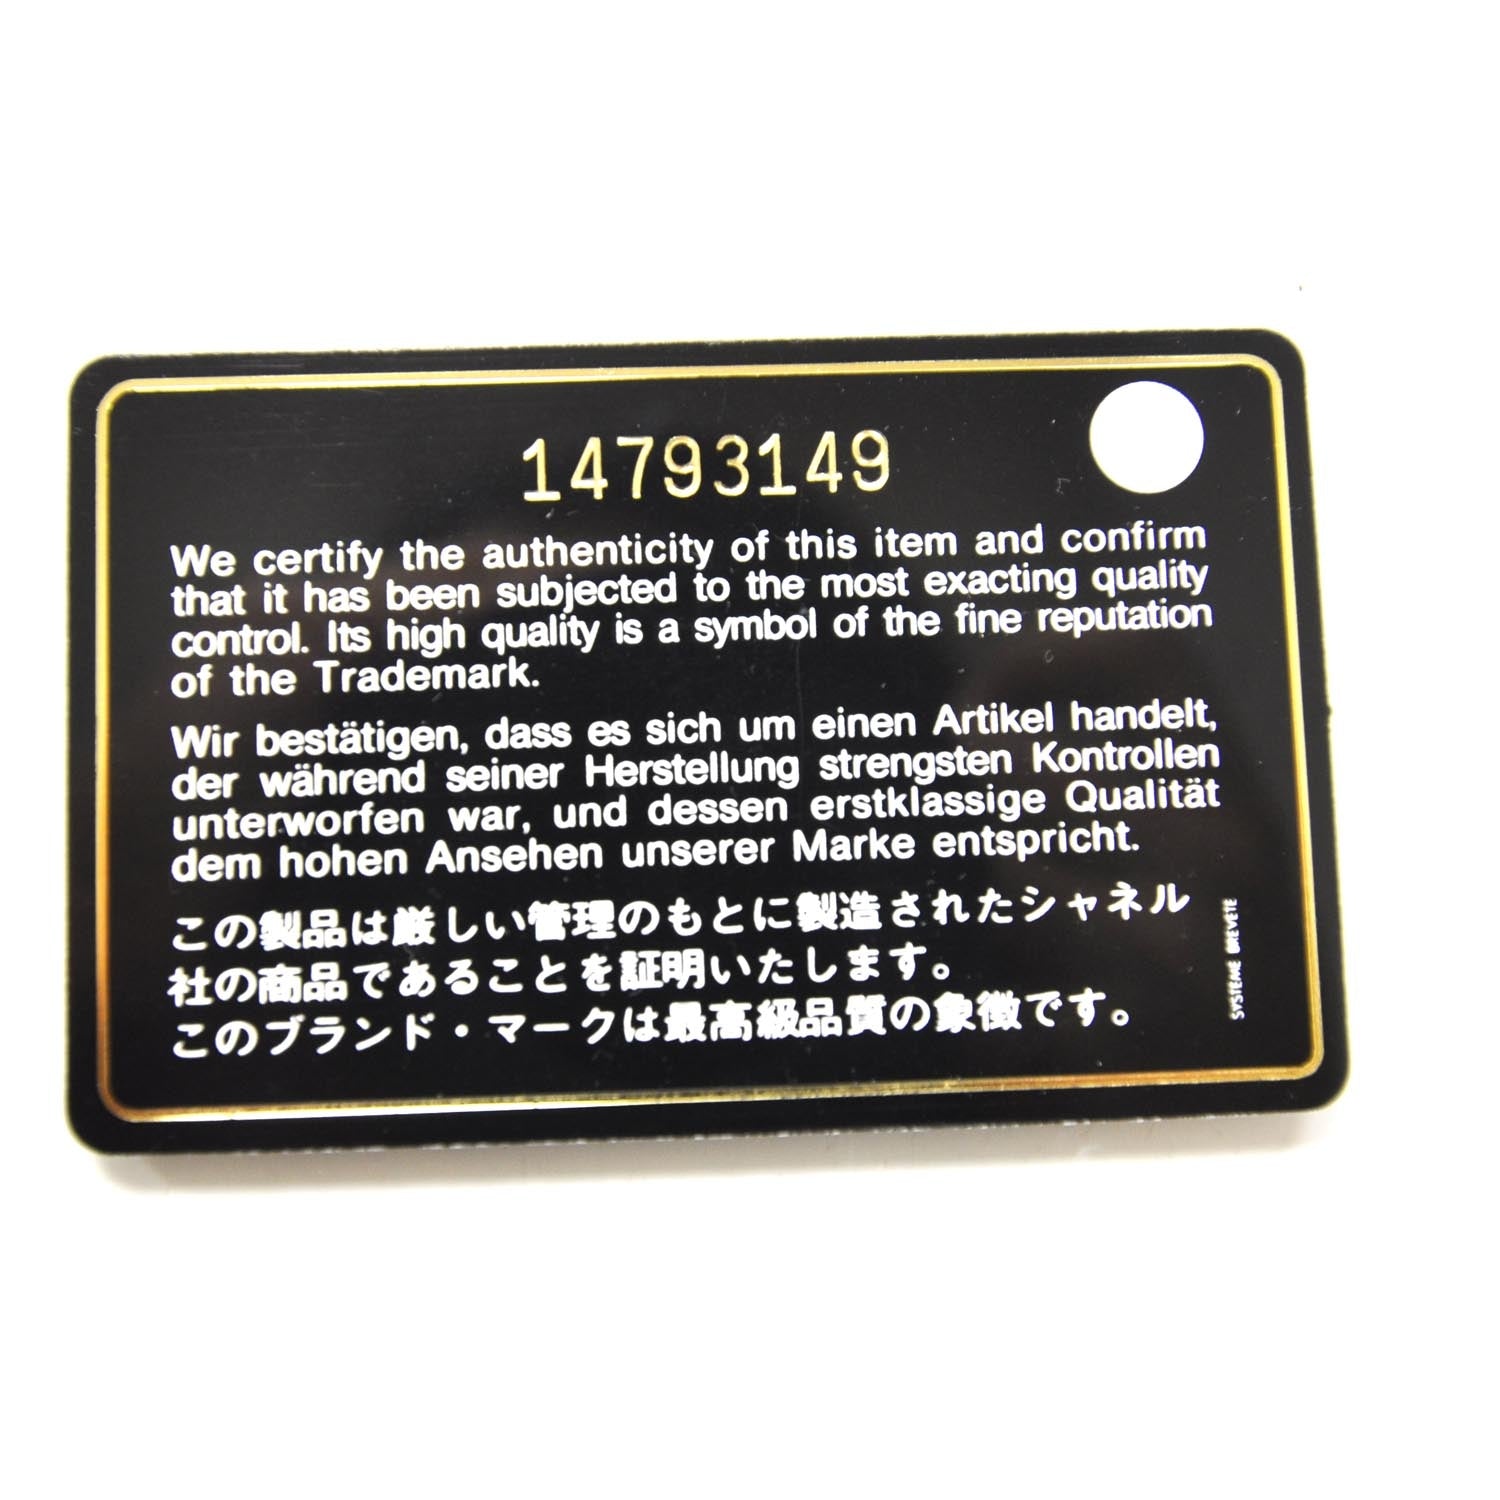 14793149
We certify the authenticity of this item and confirm
that it has been subjected to the most exacting quality
control. Its high quality is a symbol of the fine reputation
of the Trademark.
Wir bestätigen, dass es sich um einen Artikel handelt,
der während seiner Herstellung strengsten Kontrollen
unterworfen war, und dessen erstklassige Qualität
dem hohen Ansehen unserer Marke entspricht.
この製品は厳しい管理のもとに製造されたシャネル
社の商品であることを証明いたします。
このブランド・マークは最高級品質の象徴です。
SYSTEME BREVETE